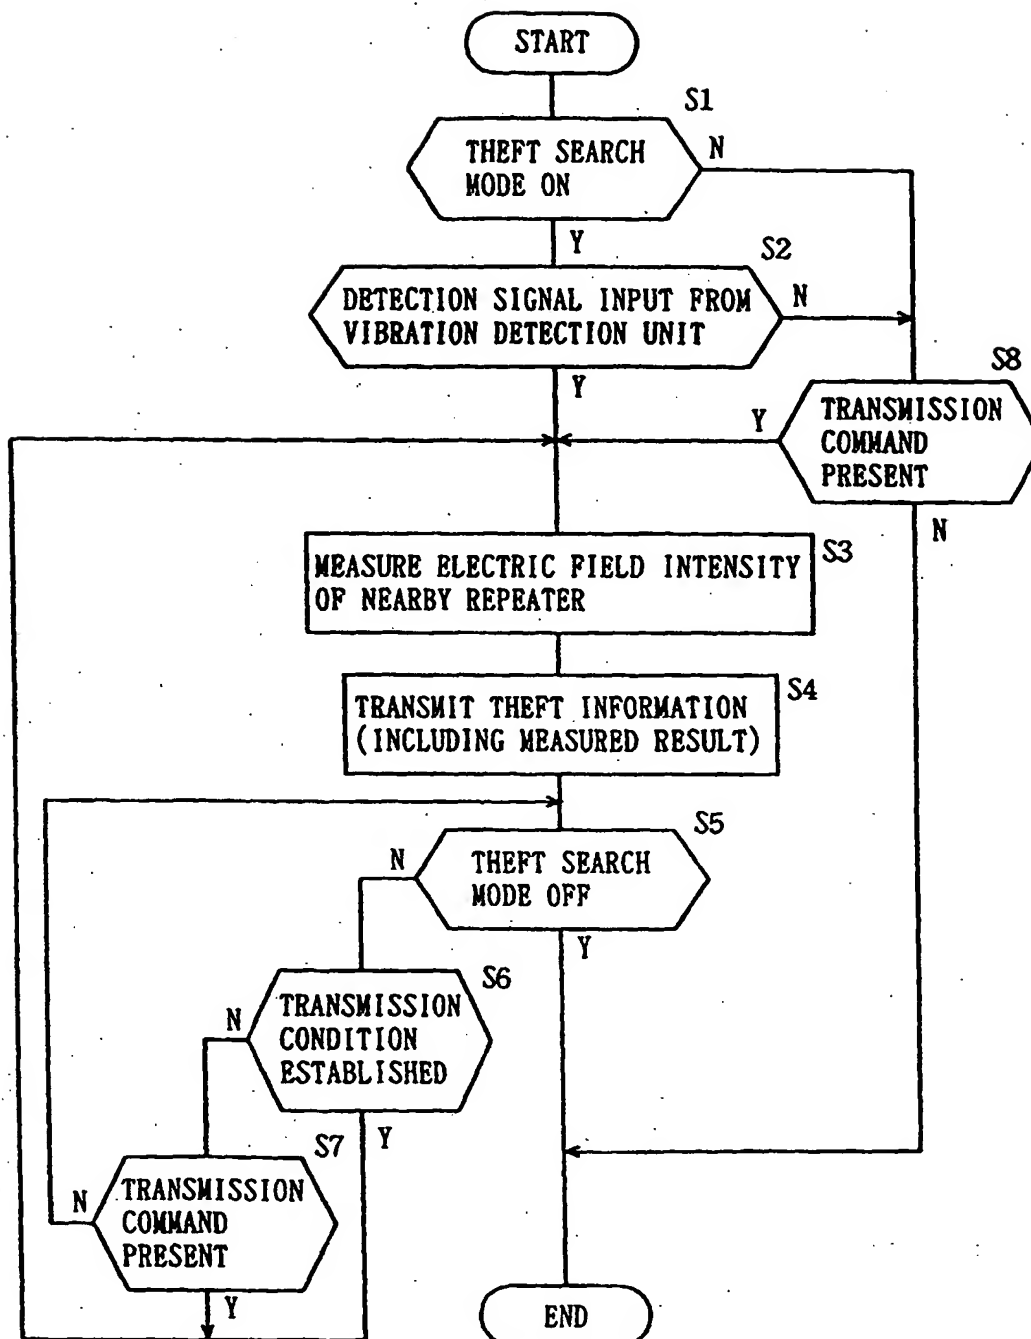 START
S1
THEFT SEARCH
MODE ON
N
Y
S2
DETECTION SIGNAL INPUT FROM
VIBRATION DETECTION UNIT
N
Y
S8
TRANSMISSION
COMMAND
PRESENT
Y
N
S3
MEASURE ELECTRIC FIELD INTENSITY
OF NEARBY REPEATER
S4
TRANSMIT THEFT INFORMATION
(INCLUDING MEASURED RESULT)
S5
THEFT SEARCH
MODE OFF
N
Y
S6
TRANSMISSION
CONDITION
ESTABLISHED
N
Y
S7
TRANSMISSION
COMMAND
PRESENT
N
Y
END